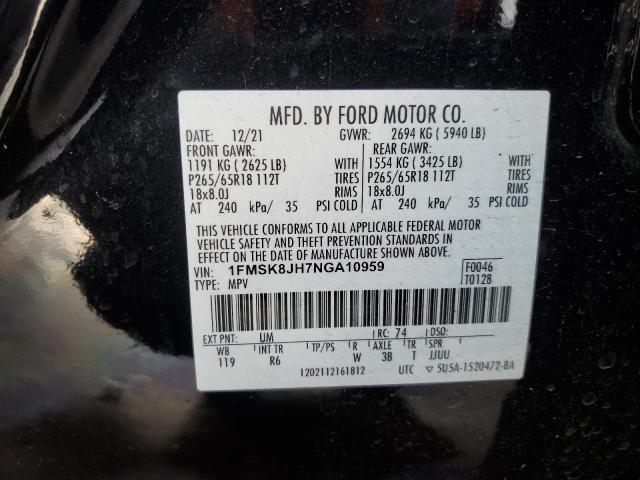 MFD. BY FORD MOTOR CO.
DATE: 12/21 GVWR: 2694 KG ( 5940 LB)
FRONT GAWR: REAR GAWR:
1191 KG ( 2625 LB) WITH 1554 KG ( 3425 LB) WITH
P265/65R18 112T TIRES P265/65R18 112T TIRES
18x8.0J RIMS 18x8.0J RIMS
AT 240 kPa/ 35 PSI COLD AT 240 kPa/ 35 PSI COLD
THIS VEHICLE CONFORMS TO ALL APPLICABLE FEDERAL MOTOR
VEHICLE SAFETY AND THEFT PREVENTION STANDARDS IN EFFECT
ON THE DATE OF MANUFACTURE SHOWN ABOVE.
VIN: 1FMSK8JH7NGA10959 F0046
TYPE: MPV T0128
EXT PNT: UM RC: 74 DSO:
WB INT TR TP/PS R AXLE TR SPR
119 R6 W 3B T JJUU
1202112161812 UTC ▽ 5U5A-1520472-BA